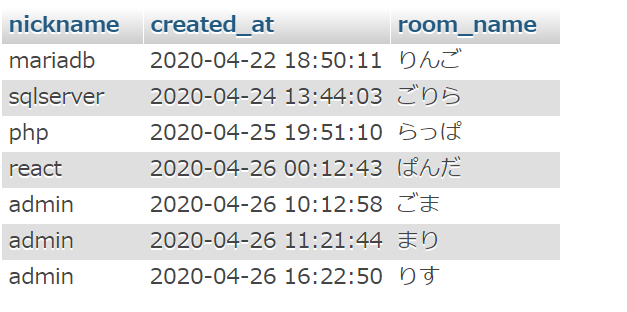 nickname created_at room_name
mariadb 2020-04-22 18:50:11 りんご
sqlserver 2020-04-24 13:44:03 ごりら
php 2020-04-25 19:51:10 らっぱ
react 2020-04-26 00:12:43 ぱんだ
admin 2020-04-26 10:12:58 ごま
admin 2020-04-26 11:21:44 まり
admin 2020-04-26 16:22:50 りす